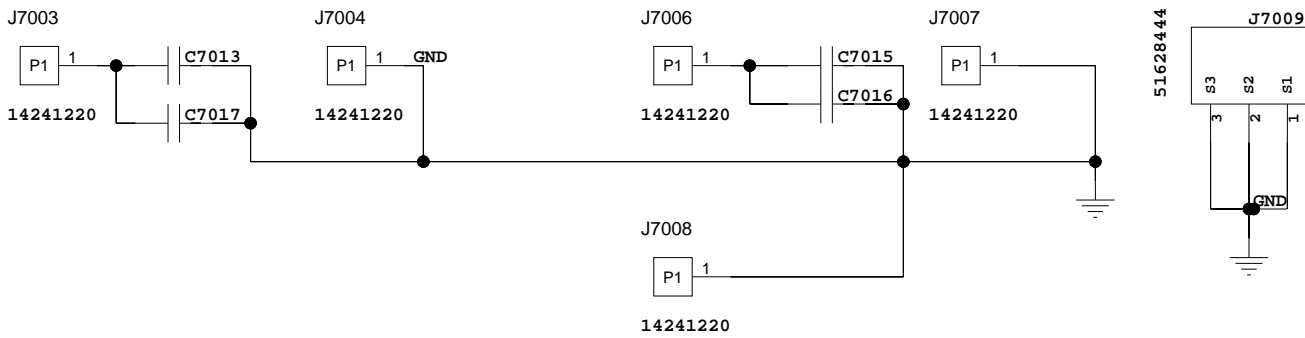 J7003
P1 1
C7013
C7017
14241220
J7004
P1 1 GND
14241220
J7006
P1 1
C7015
C7016
14241220
J7007
P1 1
14241220
J7008
P1 1
14241220
51628444
J7009
S3 S2 S1
3 2 1
GND